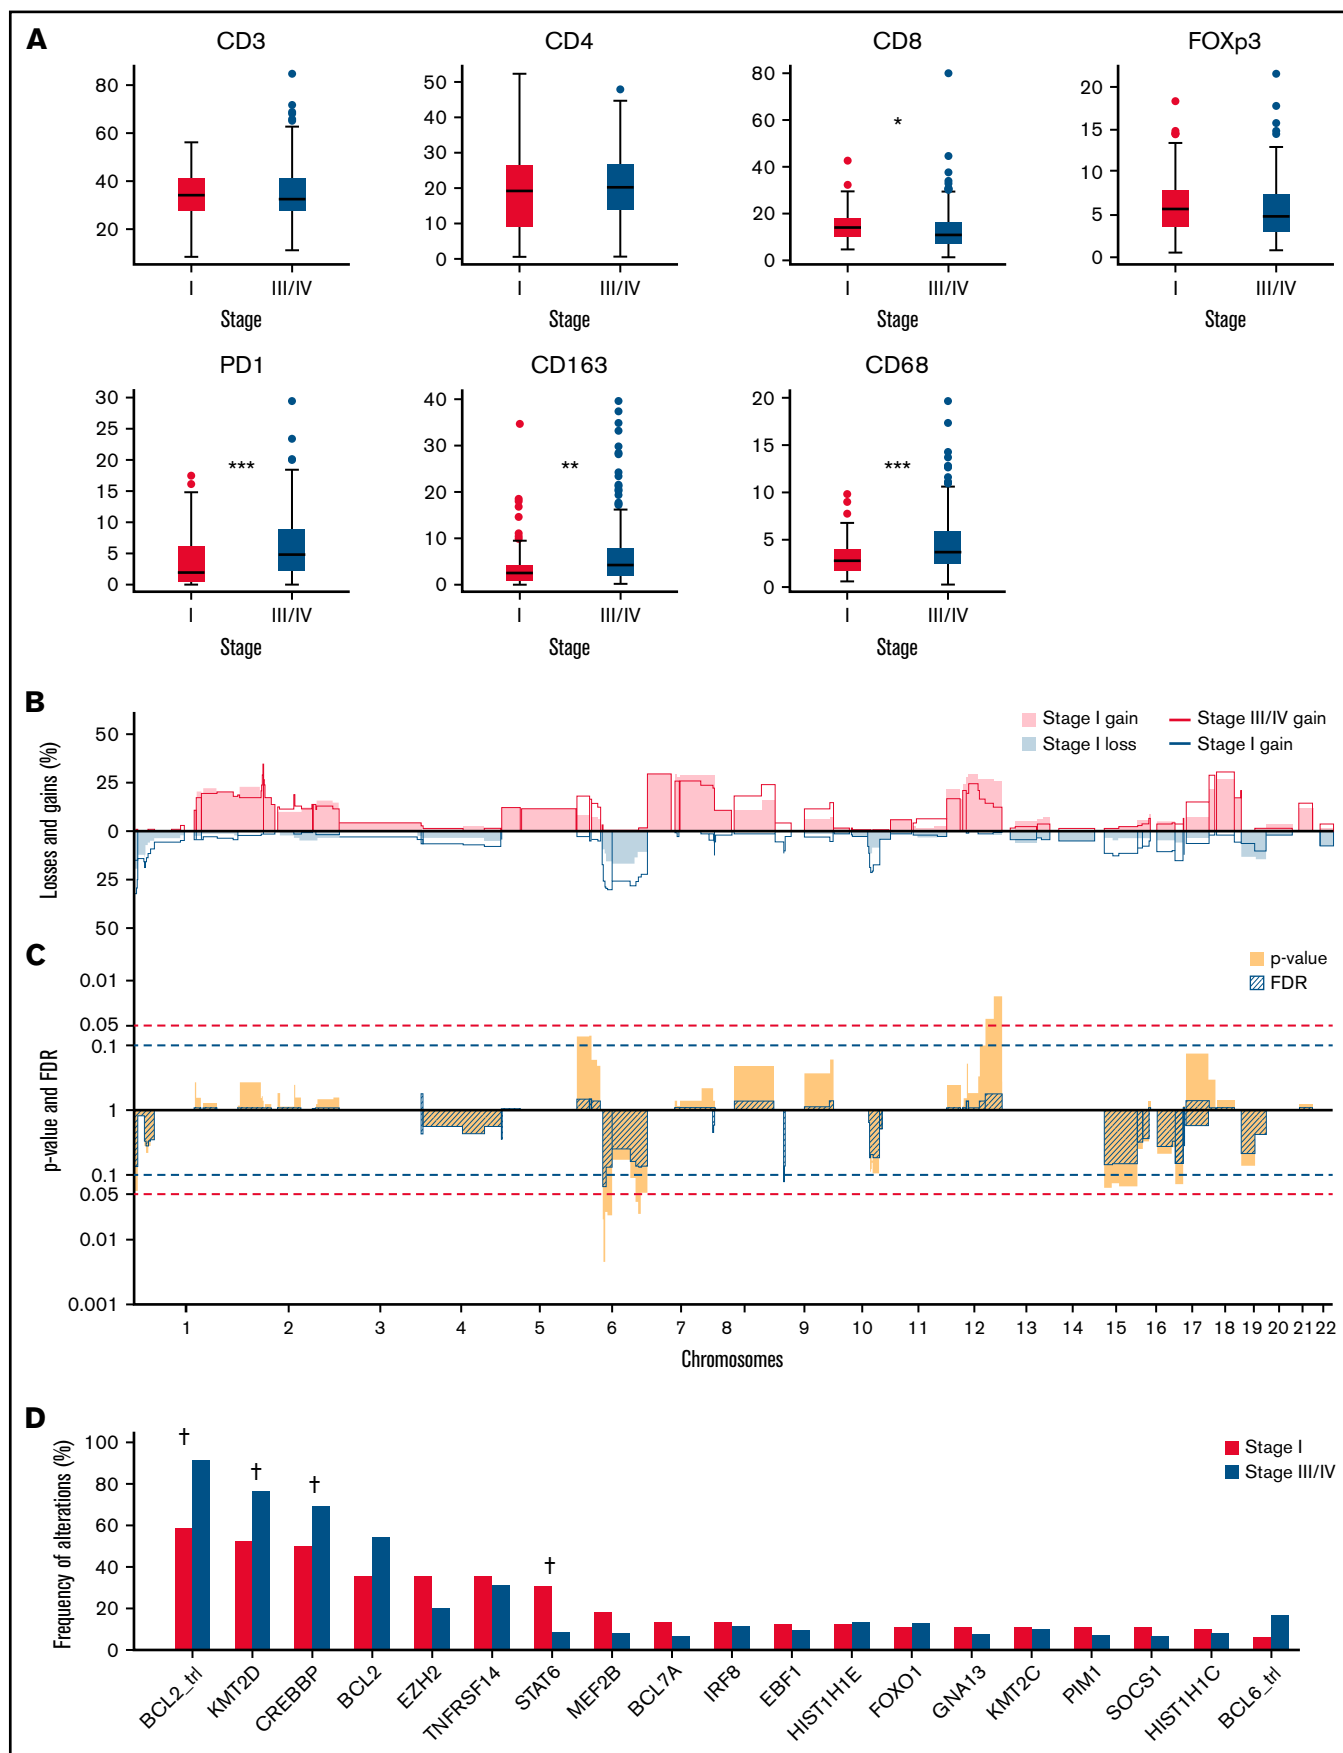 A
CD3
CD4
CD8
FOXp3
80
60
40
20
50
40
30
20
10
0
80
60
40
20
0
20
15
10
5
0
*
I
III/IV
I
III/IV
I
III/IV
I
III/IV
Stage
Stage
Stage
Stage
PD1
CD163
CD68
30
25
20
15
10
5
0
40
30
20
10
0
20
15
10
5
0
***
**
***
I
III/IV
I
III/IV
I
III/IV
Stage
Stage
Stage
B
Losses and gains (%)
50
25
0
25
50
Stage I gain
Stage III/IV gain
Stage I loss
Stage I gain
C
p-value and FDR
p-value
FDR
0.01
0.05
0.1
1
0.1
0.05
0.01
0.001
1 2 3 4 5 6 7 8 9 10 11 12 13 14 15 16 17 18 19 20 21 22
Chromosomes
D
Frequency of alterations (%)
100
80
60
40
20
0
† † † †
Stage I
Stage III/IV
BCL2_trl
KMT2D
CREBBP
BCL2
EZH2
TNFRSF14
STAT6
MEF2B
BCL7A
IRF8
EBF1
HIST1H1E
FOXO1
GNA13
KMT2C
PIM1
SOCS1
HIST1H1C
BCL6_trl